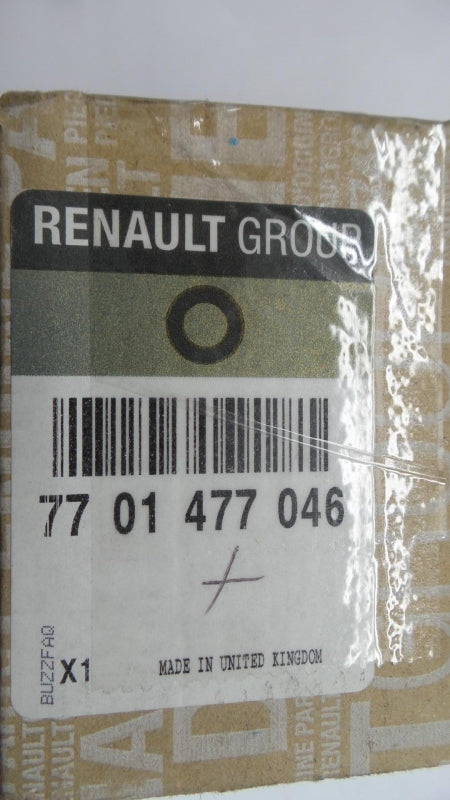 RENAULT GROUP
77 01 477 046
BUZZFAQ
X1
MADE IN UNITED KINGDOM